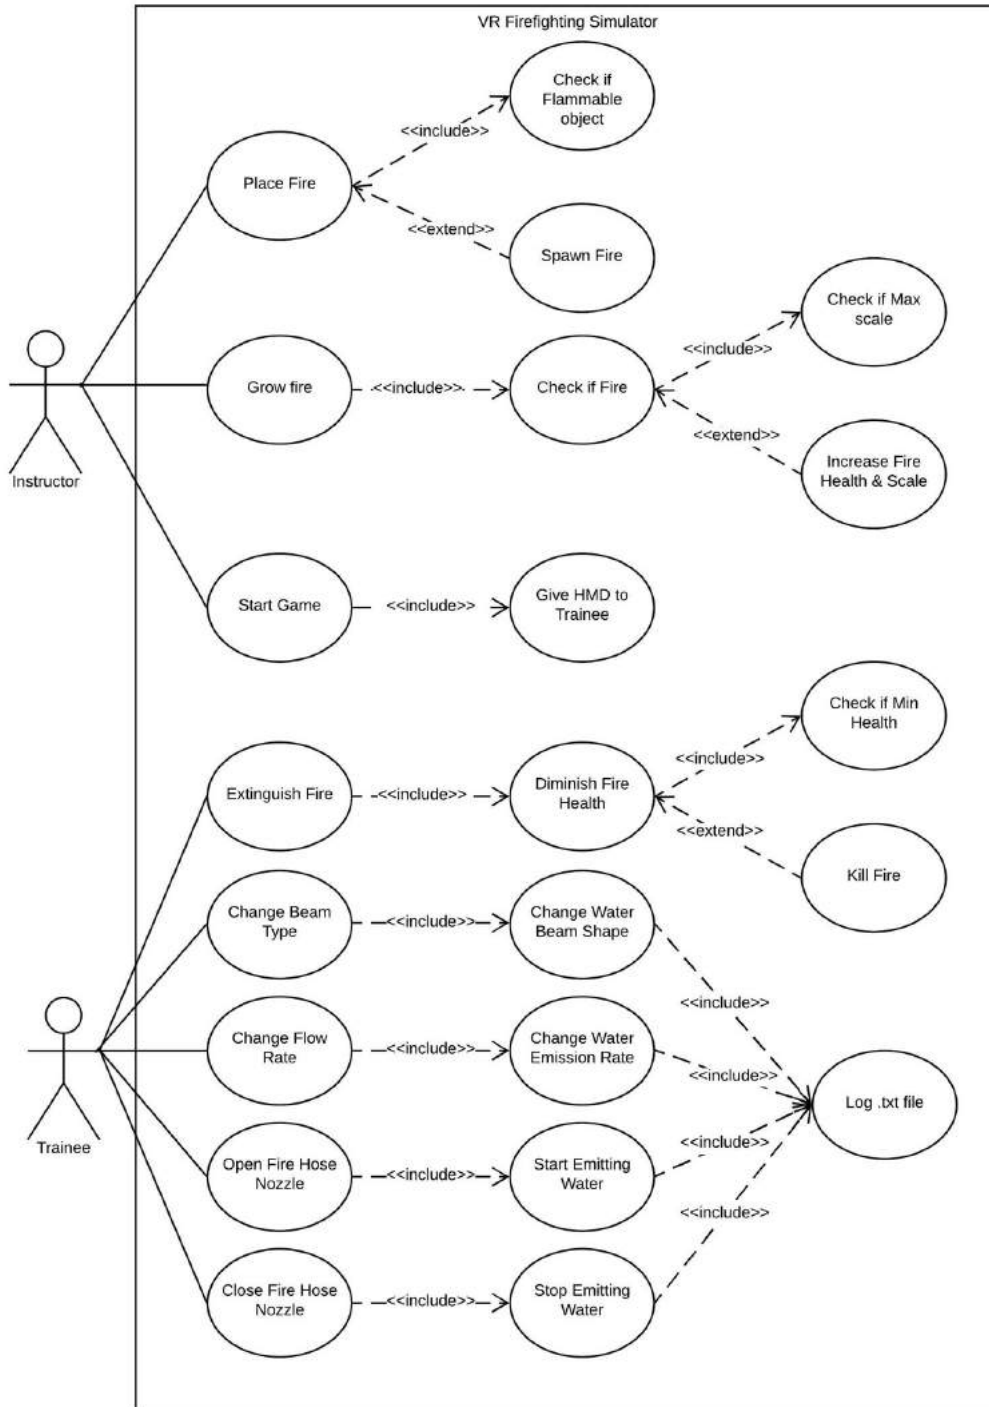 VR Firefighting Simulator
Check if
Flammable
object
<<include>>
Place Fire
<<extend>>
Spawn Fire
Check if Max
scale
<<include>>
Grow fire
<<include>>
Check if Fire
<<extend>>
Increase Fire
Health & Scale
Instructor
Start Game
<<include>>
Give HMD to
Trainee
Check if Min
Health
<<include>>
Extinguish Fire
<<include>>
Diminish Fire
Health
<<extend>>
Kill Fire
Change Beam
Type
<<include>>
Change Water
Beam Shape
<<include>>
Change Flow
Rate
<<include>>
Change Water
Emission Rate
<<include>>
Log .txt file
Trainee
Open Fire Hose
Nozzle
<<include>>
Start Emitting
Water
<<include>>
<<include>>
Close Fire Hose
Nozzle
<<include>>
Stop Emitting
Water